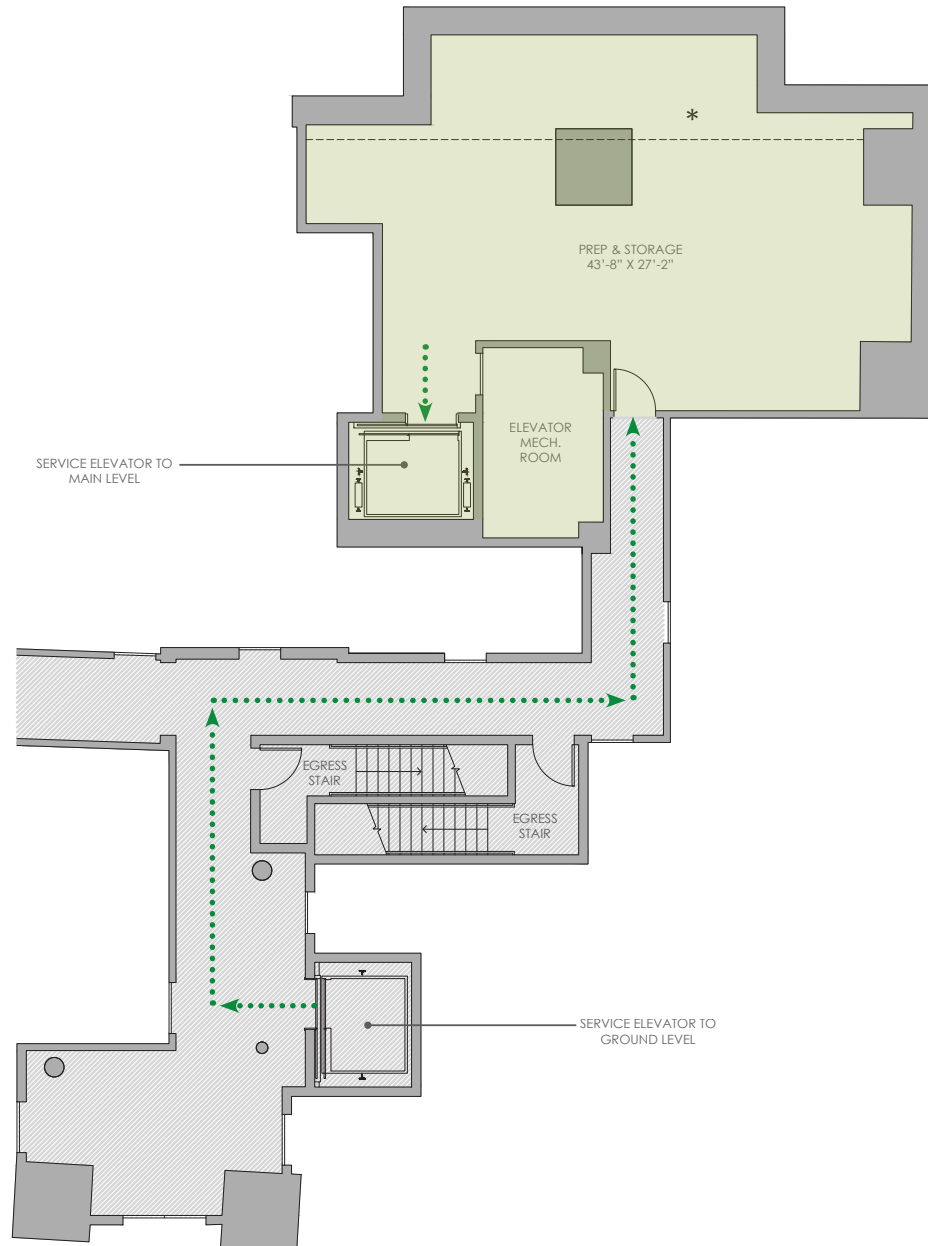 *
PREP & STORAGE
43'-8" X 27'-2"
ELEVATOR
MECH.
ROOM
SERVICE ELEVATOR TO
MAIN LEVEL
EGRESS
STAIR
EGRESS
STAIR
SERVICE ELEVATOR TO
GROUND LEVEL